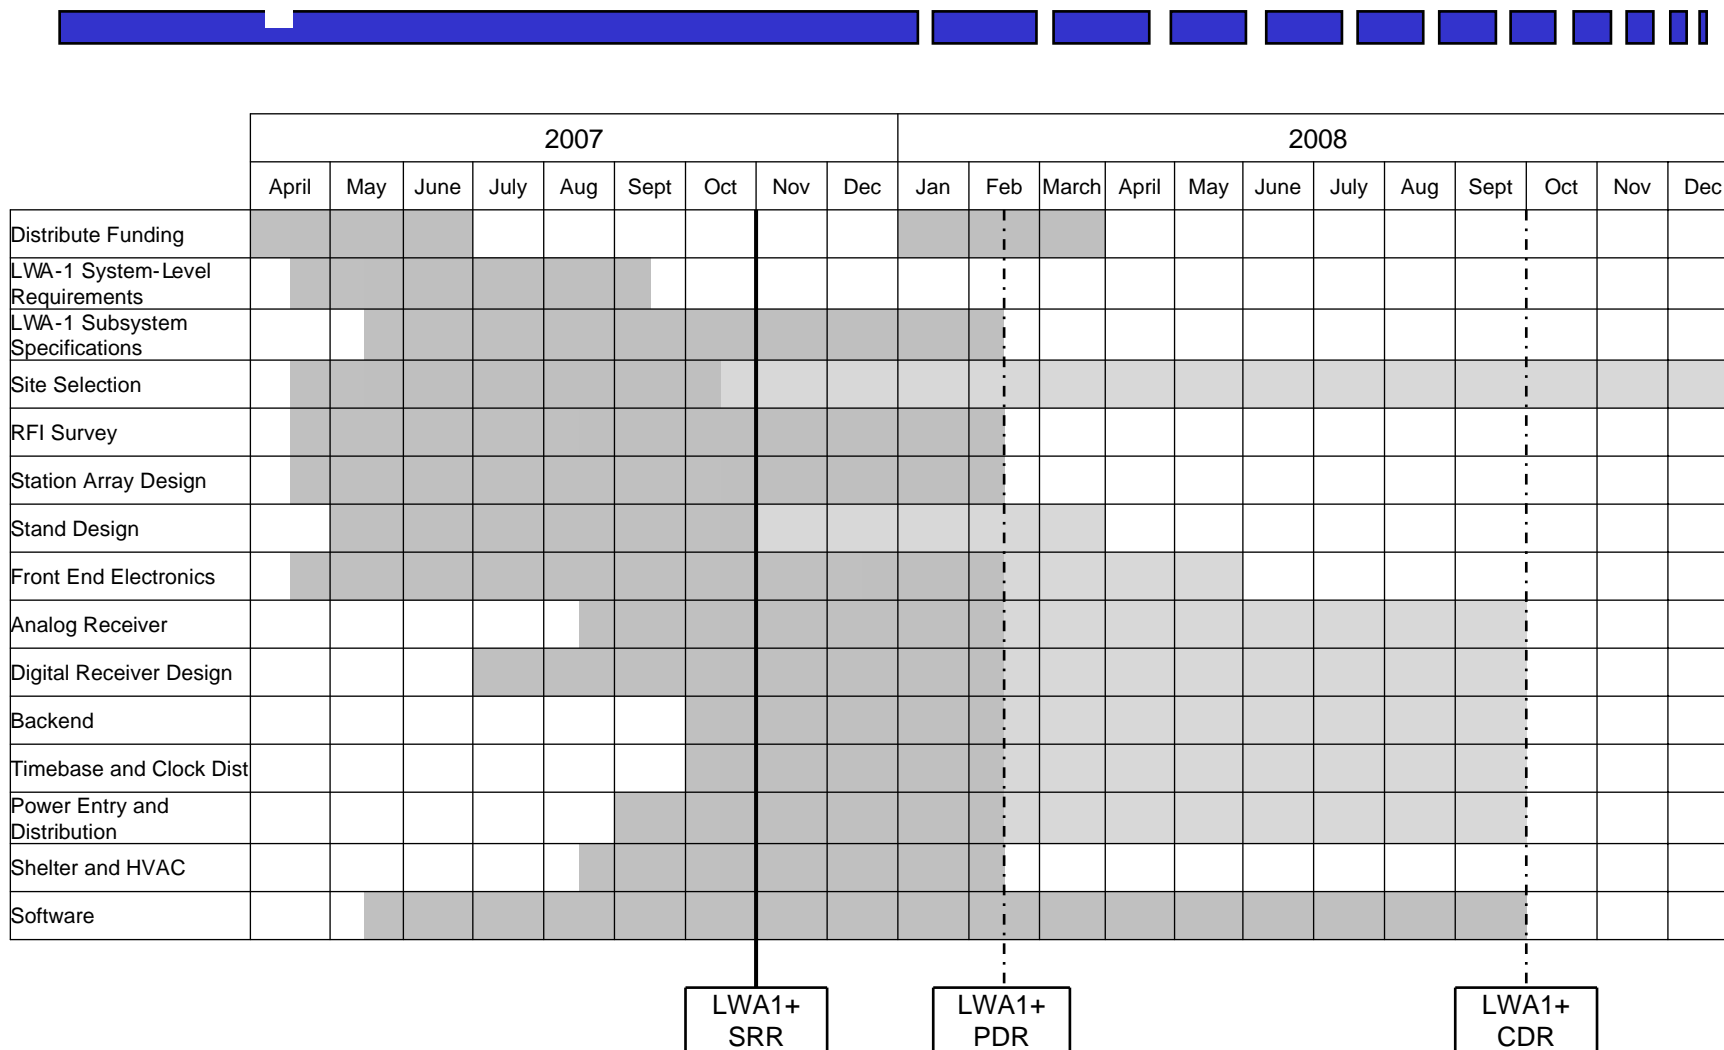 2007 2008
April May June July Aug Sept Oct Nov Dec Jan Feb March April May June July Aug Sept Oct Nov Dec
Distribute Funding
LWA-1 System-Level
Requirements
LWA-1 Subsystem
Specifications
Site Selection
RFI Survey
Station Array Design
Stand Design
Front End Electronics
Analog Receiver
Digital Receiver Design
Backend
Timebase and Clock Dist
Power Entry and
Distribution
Shelter and HVAC
Software
LWA1+
SRR
LWA1+
PDR
LWA1+
CDR